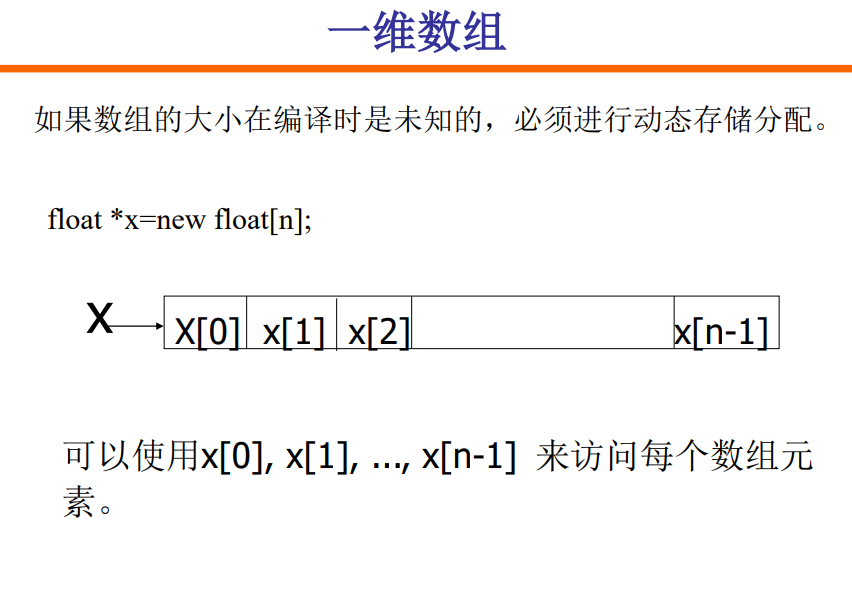 一维数组
如果数组的大小在编译时是未知的，必须进行动态存储分配。
float *x=new float[n];
x X[0] x[1] x[2] x[n-1]
可以使用x[0], x[1], ..., x[n-1] 来访问每个数组元
素。